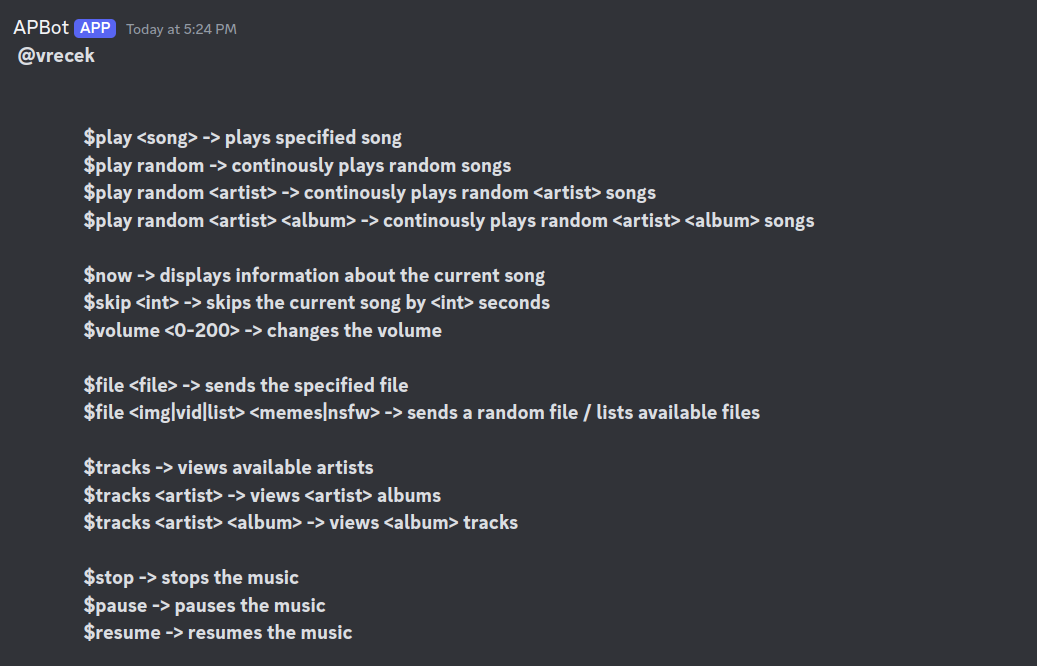 APBot APP Today at 5:24 PM
@vrecek
$play <song> -> plays specified song
$play random -> continously plays random songs
$play random <artist> -> continously plays random <artist> songs
$play random <artist> <album> -> continously plays random <artist> <album> songs
$now -> displays information about the current song
$skip <int> -> skips the current song by <int> seconds
$volume <0-200> -> changes the volume
$file <file> -> sends the specified file
$file <img|vid|list> <memes|nsfw> -> sends a random file / lists available files
$tracks -> views available artists
$tracks <artist> -> views <artist> albums
$tracks <artist> <album> -> views <album> tracks
$stop -> stops the music
$pause -> pauses the music
$resume -> resumes the music